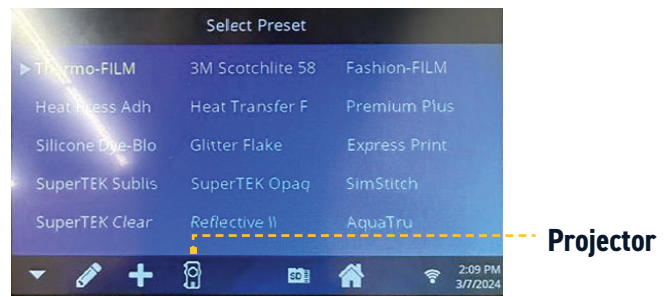 Select Preset
Thermo-FILM 3M Scotchlite 58 Fashion-FILM
Heat Press Adh Heat Transfer F Premium Plus
Silicone Dye-Blo Glitter Flake Express Print
SuperTEK Sublis SuperTEK Opaq SimStitch
SuperTEK Clear Reflective II AquaTru
Projector
SD
2:09 PM
3/7/2024